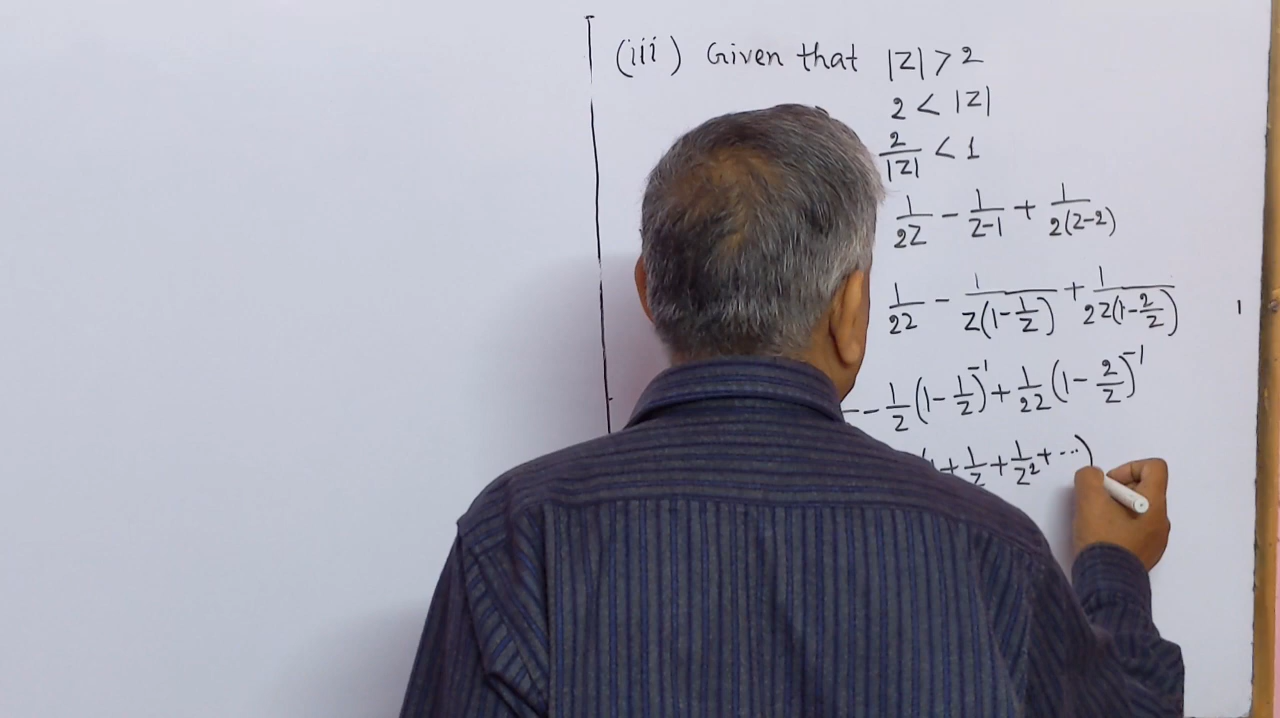 (iii) Given that |Z| > 2
2 < |Z|
2/|Z| < 1
1/2Z - 1/Z-1 + 1/2(Z-2)
1/2Z - 1/Z(1-1/Z) + 1/2Z(1-2/Z)
- 1/Z (1-1/Z)⁻¹ + 1/2Z (1-2/Z)⁻¹
+ 1/Z + 1/Z² + ...)